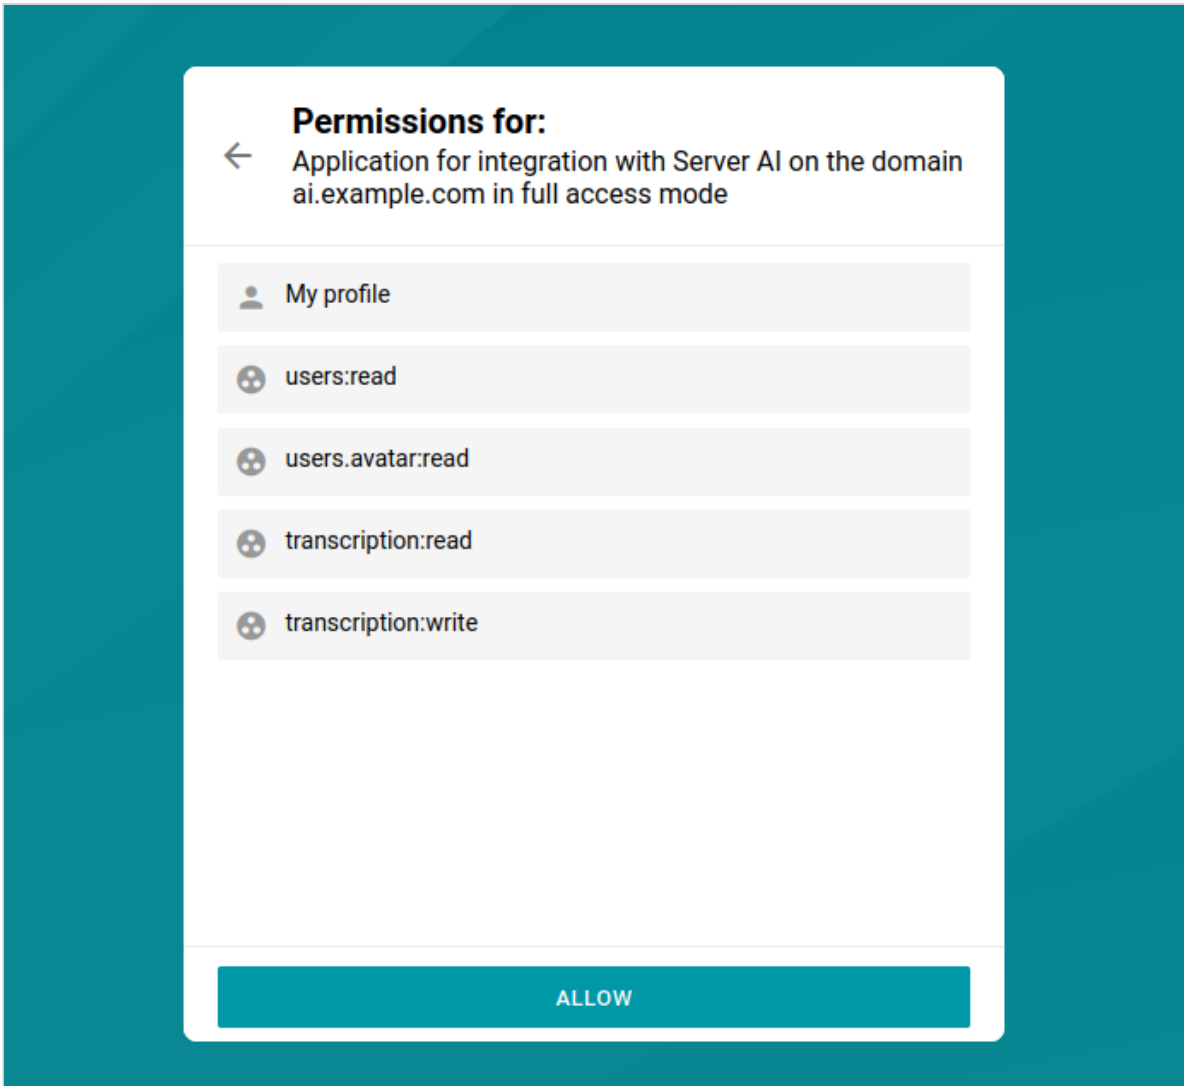 Permissions for:
Application for integration with Server AI on the domain
ai.example.com in full access mode
My profile
users:read
users.avatar:read
transcription:read
transcription:write
ALLOW